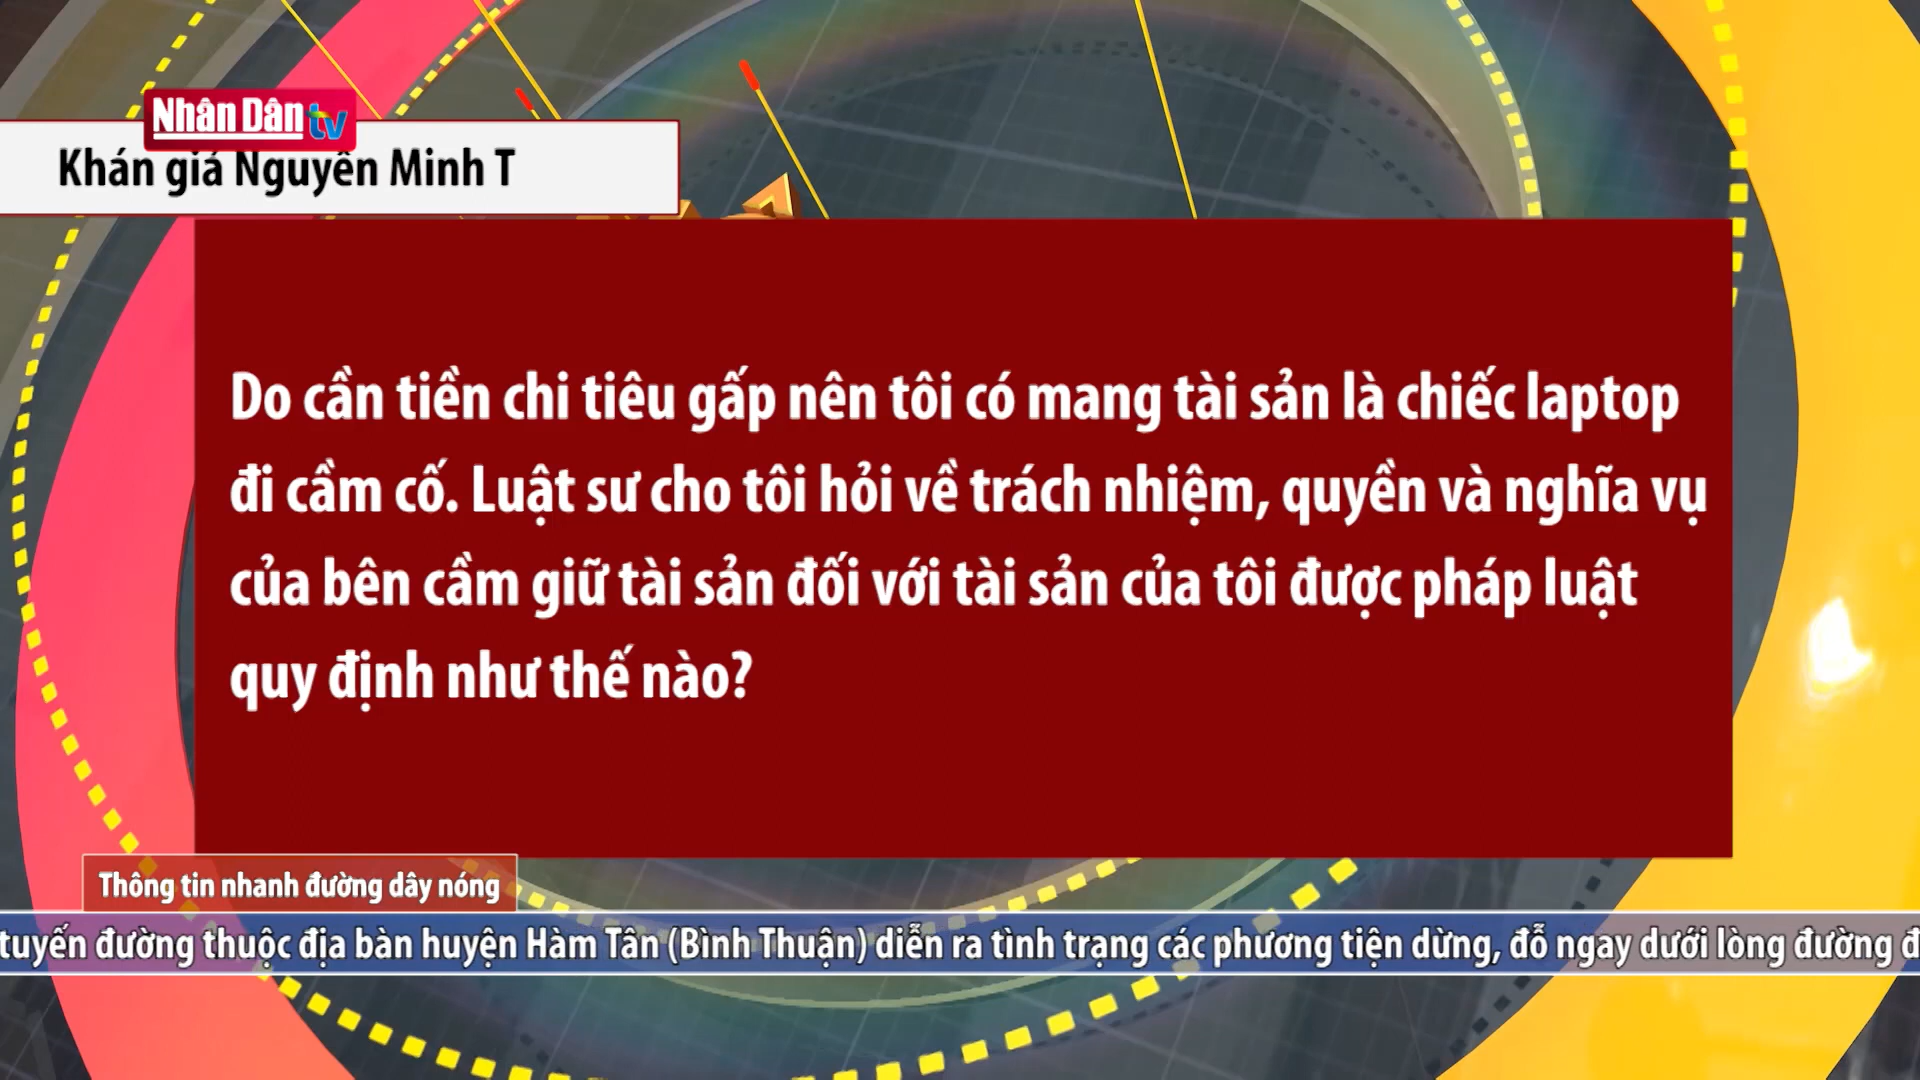 Nhân Dân tv
Khán giả Nguyễn Minh T
Do cần tiền chi tiêu gấp nên tôi có mang tài sản là chiếc laptop
đi cầm cố. Luật sư cho tôi hỏi về trách nhiệm, quyền và nghĩa vụ
của bên cầm giữ tài sản đối với tài sản của tôi được pháp luật
quy định như thế nào?
Thông tin nhanh đường dây nóng
tuyến đường thuộc địa bàn huyện Hàm Tân (Bình Thuận) diễn ra tình trạng các phương tiện dừng, đỗ ngay dưới lòng đường